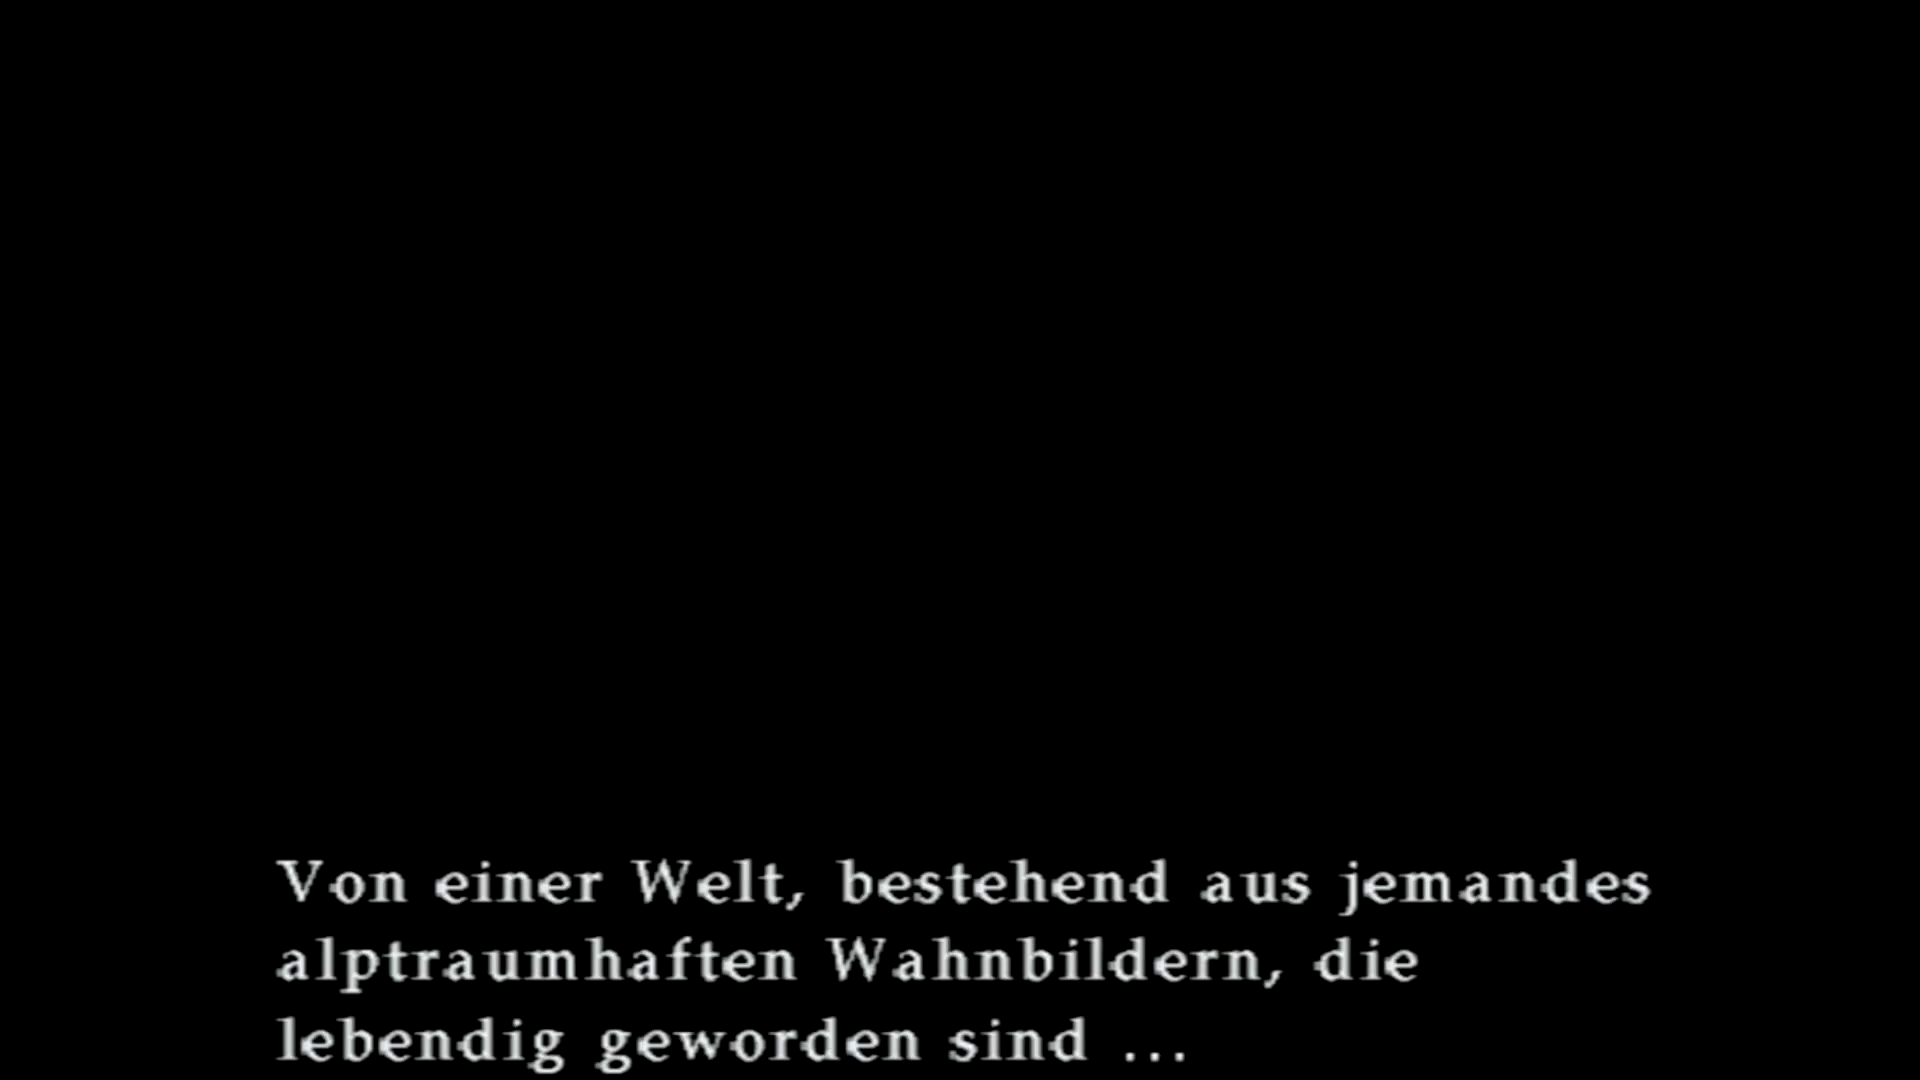 Von einer Welt, bestehend aus jemandes
alptraumhaften Wahnbildern, die
lebendig geworden sind ...